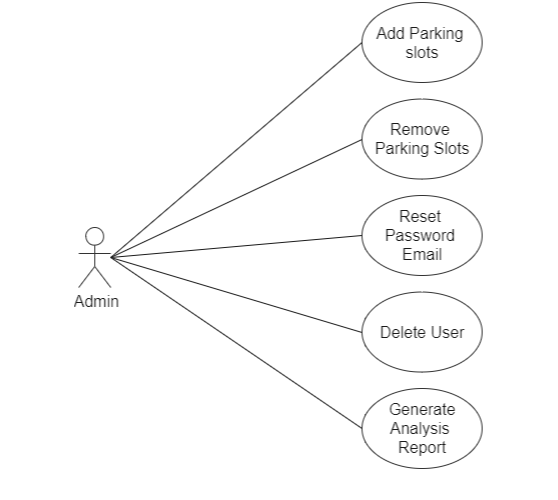 Add Parking
slots
Remove
Parking Slots
Reset
Password
Email
Admin
Delete User
Generate
Analysis
Report